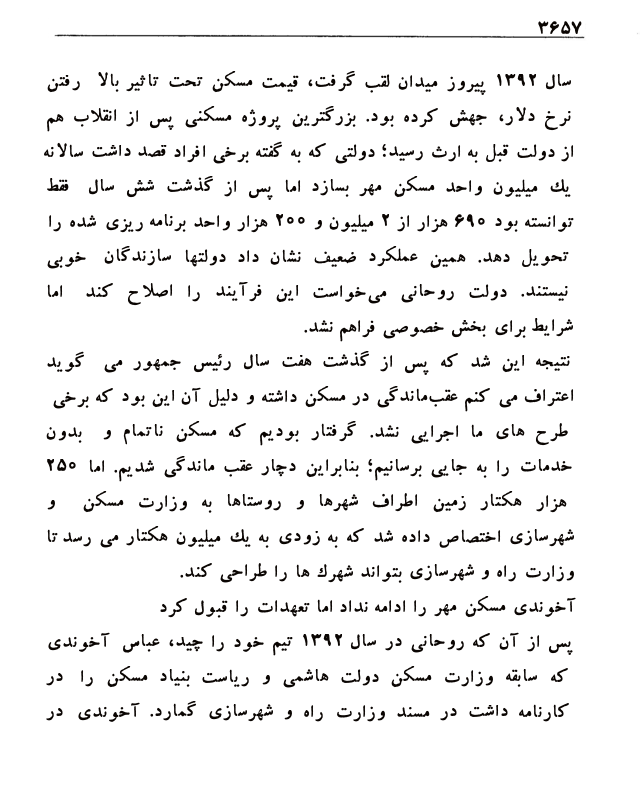 ۳۶۵۷
سال ۱۳۹۲ پیروز میدان لقب گرفت، قیمت مسکن تحت تاثیر بالا رفتن
نرخ دلار، جهش کرده بود. بزرگترین پروژه مسکنی پس از انقلاب هم
از دولت قبل به ارث رسید؛ دولتی که به گفته برخی افراد قصد داشت سالانه
یك میلیون واحد مسکن مهر بسازد اما پس از گذشت شش سال فقط
توانسته بود ۶۹۰ هزار از ۲ میلیون و ۲۰۰ هزار واحد برنامه ریزی شده را
تحویل دهد. همین عملکرد ضعیف نشان داد دولتها سازندگان خوبی
نیستند. دولت روحانی می‌خواست این فرآیند را اصلاح کند اما
شرایط برای بخش خصوصی فراهم نشد.
نتیجه این شد که پس از گذشت هفت سال رئیس جمهور می گوید
اعتراف می کنم عقب‌ماندگی در مسکن داشته و دلیل آن این بود که برخی
طرح های ما اجرایی نشد. گرفتار بودیم که مسکن ناتمام و بدون
خدمات را به جایی برسانیم؛ بنابراین دچار عقب ماندگی شدیم. اما ۲۵۰
هزار هکتار زمین اطراف شهرها و روستاها به وزارت مسکن و
شهرسازی اختصاص داده شد که به زودی به یك میلیون هکتار می رسد تا
وزارت راه و شهرسازی بتواند شهرك ها را طراحی کند.
آخوندی مسکن مهر را ادامه نداد اما تعهدات را قبول کرد
پس از آن که روحانی در سال ۱۳۹۲ تیم خود را چید، عباس آخوندی
که سابقه وزارت مسکن دولت هاشمی و ریاست بنیاد مسکن را در
کارنامه داشت در مسند وزارت راه و شهرسازی گمارد. آخوندی در